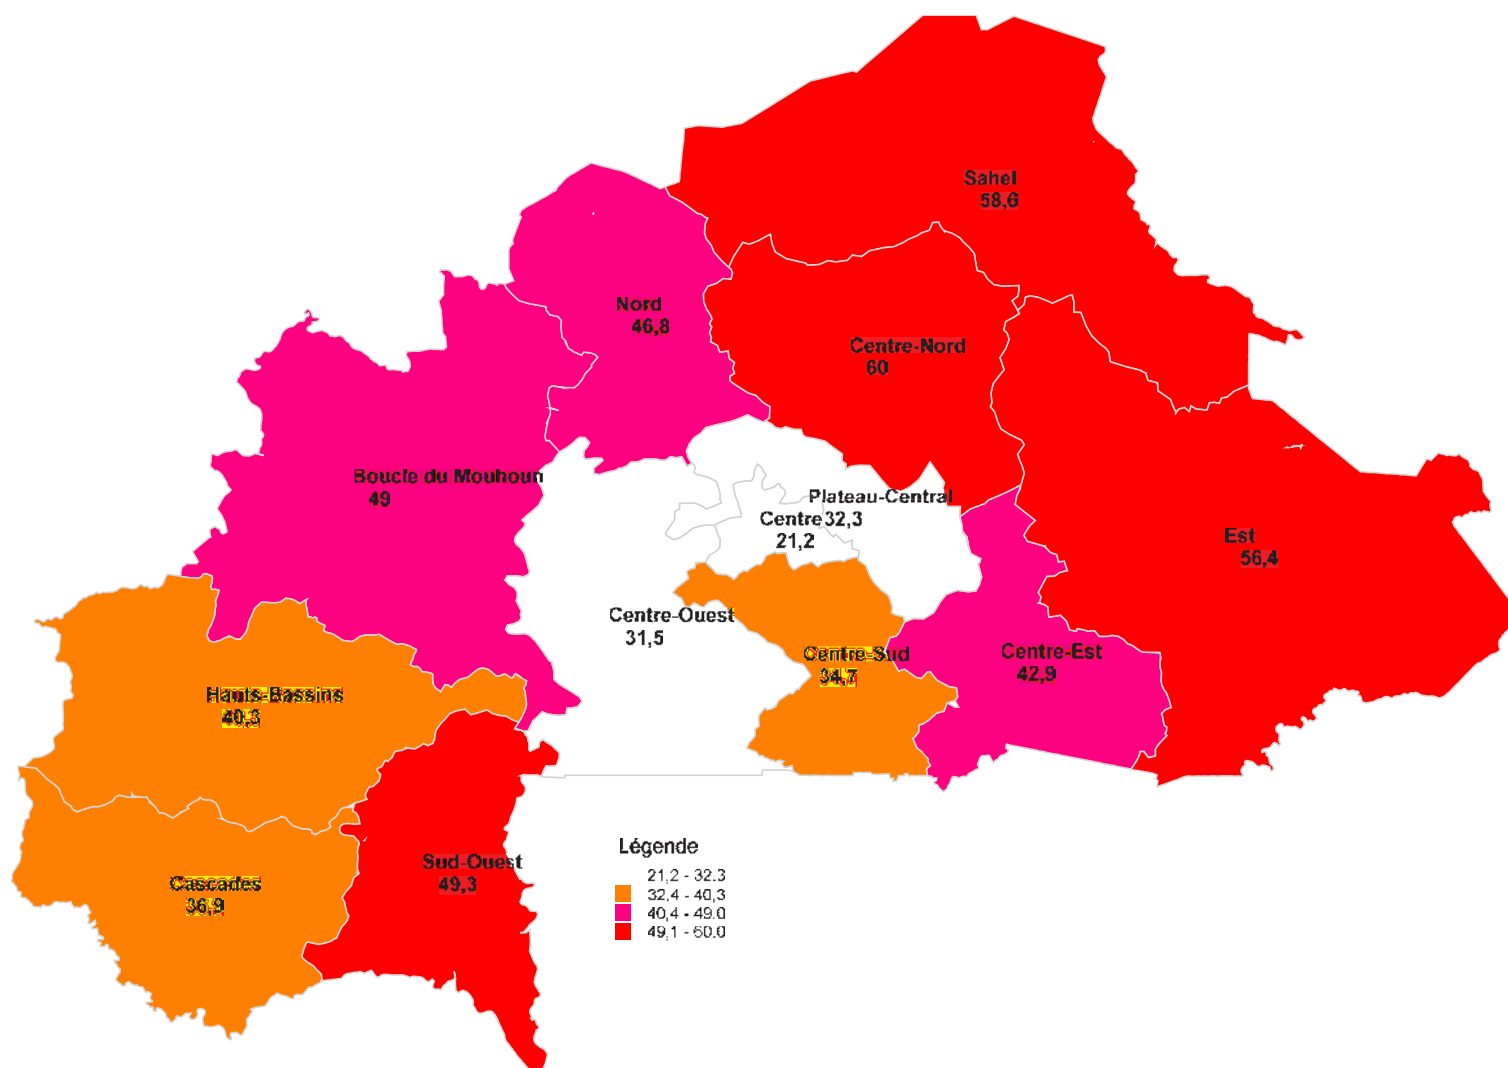 Sahel
58,6
Nord
46,8
Centre-Nord
60
Boucle du Mouhoun
49
Plateau-Central
32,3
Centre
21,2
Est
56,4
Centre-Ouest
31,5
Centre-Sud
34,7
Centre-Est
42,9
Hauts-Bassins
40,3
Sud-Ouest
49,3
Cascades
36,9
Légende
21,2 - 32.3
32,4 - 40,3
40,4 - 49.0
49,1 - 60.0